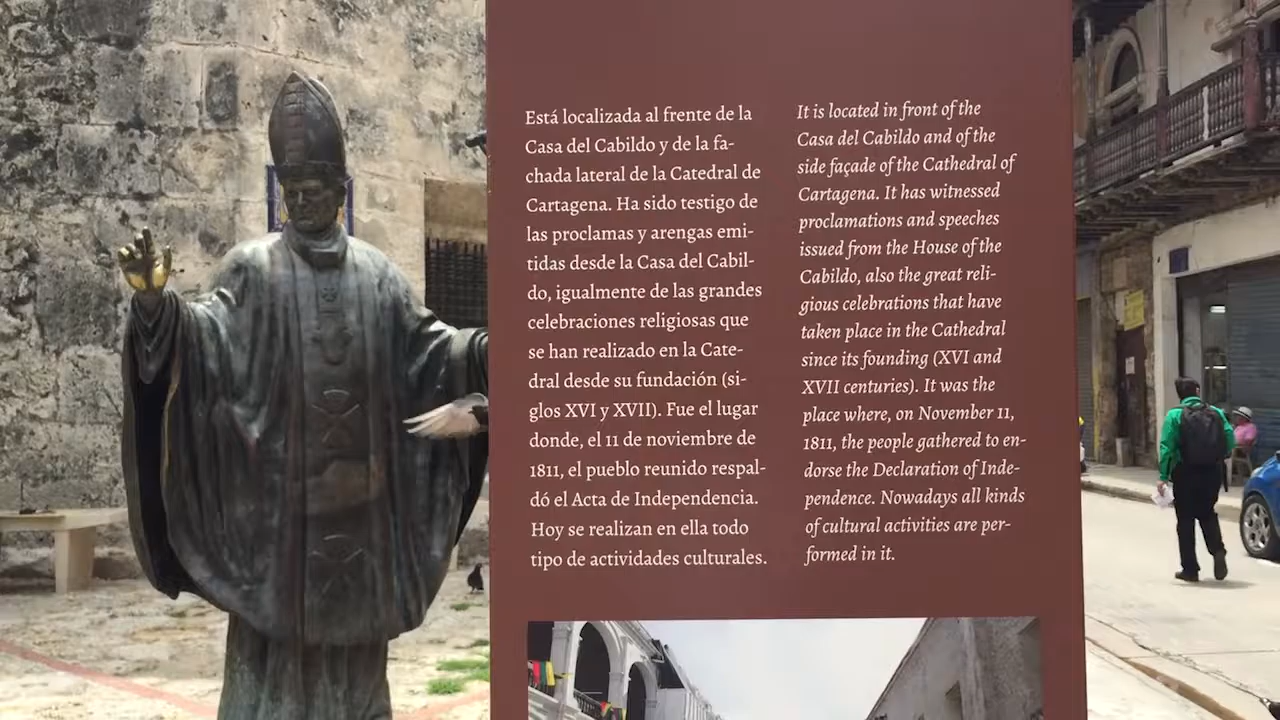 Está localizada al frente de la
Casa del Cabildo y de la fa-
chada lateral de la Catedral de
Cartagena. Ha sido testigo de
las proclamas y arengas emi-
tidas desde la Casa del Cabil-
do, igualmente de las grandes
celebraciones religiosas que
se han realizado en la Cate-
dral desde su fundación (si-
glos XVI y XVII). Fue el lugar
donde, el 11 de noviembre de
1811, el pueblo reunido respal-
dó el Acta de Independencia.
Hoy se realizan en ella todo
tipo de actividades culturales.
It is located in front of the
Casa del Cabildo and of the
side façade of the Cathedral of
Cartagena. It has witnessed
proclamations and speeches
issued from the House of the
Cabildo, also the great reli-
gious celebrations that have
taken place in the Cathedral
since its founding (XVI and
XVII centuries). It was the
place where, on November 11,
1811, the people gathered to en-
dorse the Declaration of Inde-
pendence. Nowadays all kinds
of cultural activities are per-
formed in it.